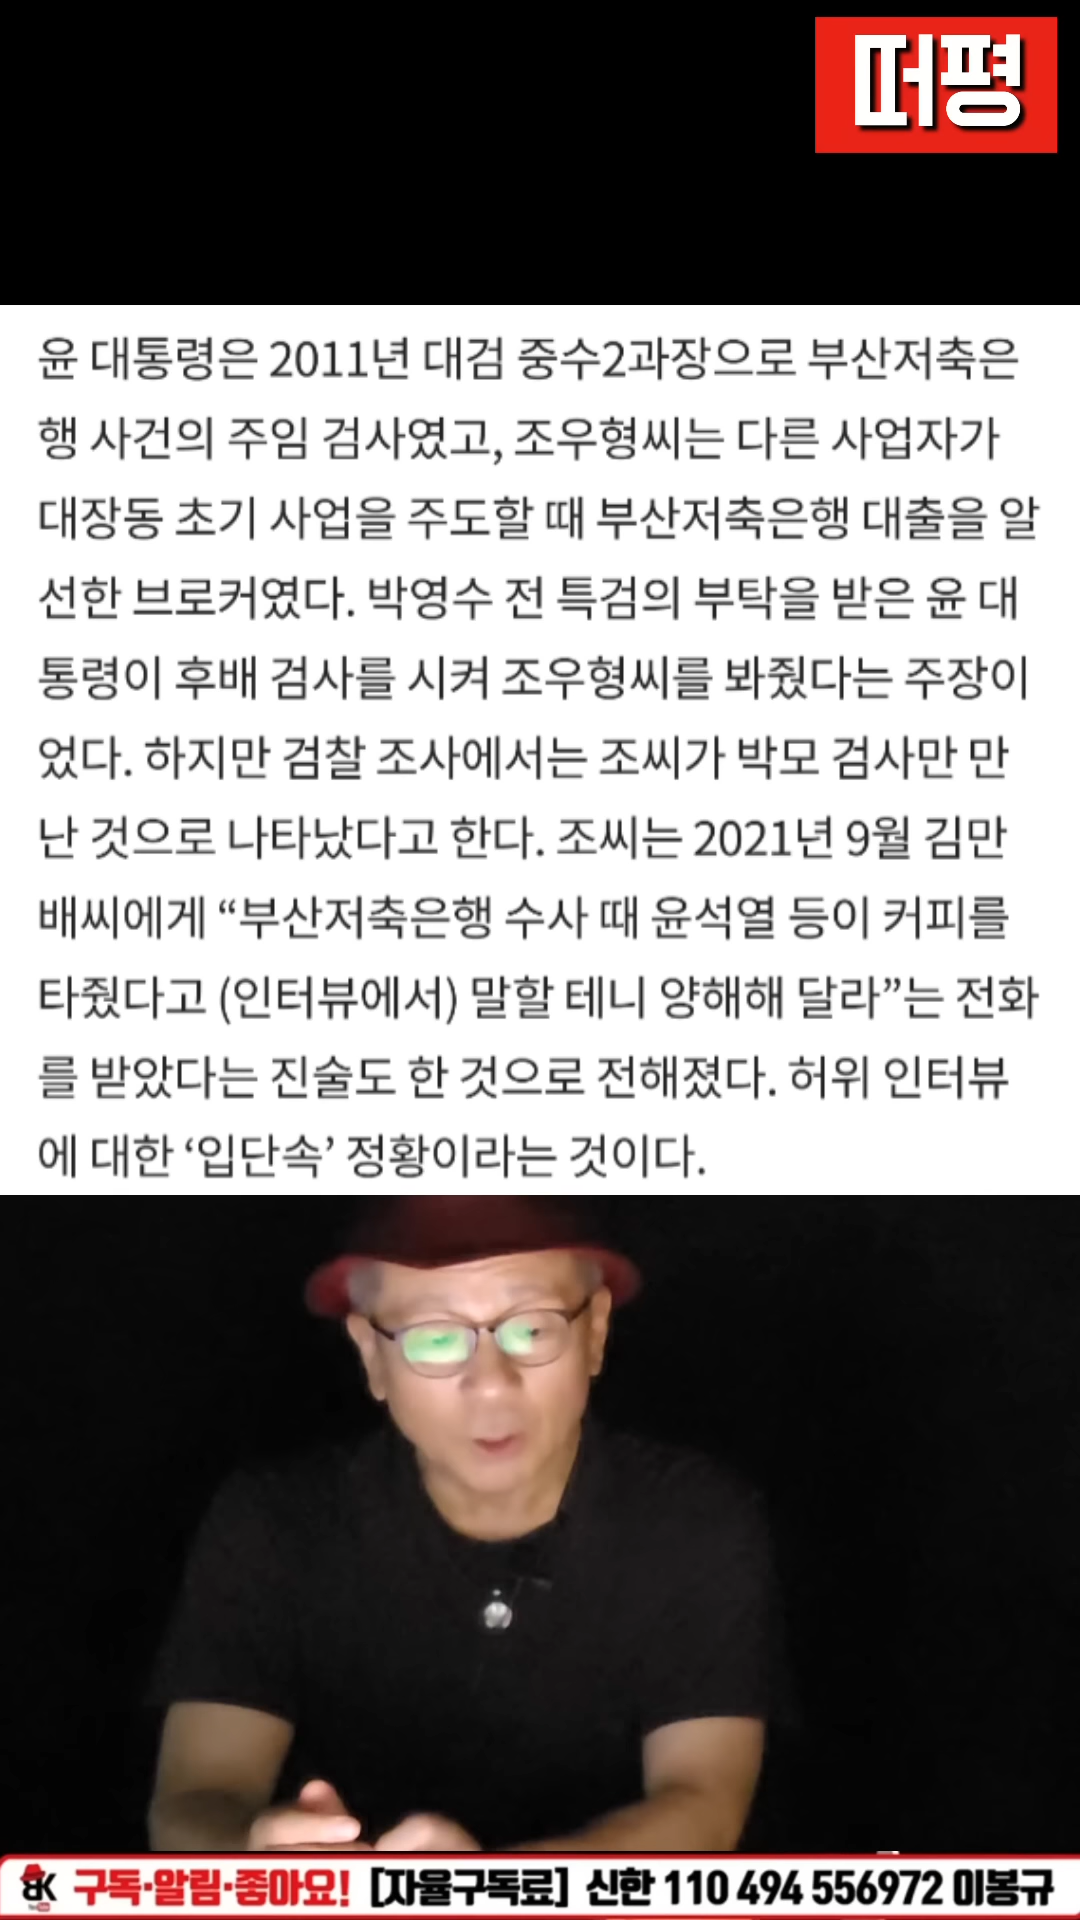 떠평
윤 대통령은 2011년 대검 중수2과장으로 부산저축은
행 사건의 주임 검사였고, 조우형씨는 다른 사업자가
대장동 초기 사업을 주도할 때 부산저축은행 대출을 알
선한 브로커였다. 박영수 전 특검의 부탁을 받은 윤 대
통령이 후배 검사를 시켜 조우형씨를 봐줬다는 주장이
었다. 하지만 검찰 조사에서는 조씨가 박모 검사만 만
난 것으로 나타났다고 한다. 조씨는 2021년 9월 김만
배씨에게 “부산저축은행 수사 때 윤석열 등이 커피를
타줬다고 (인터뷰에서) 말할 테니 양해해 달라”는 전화
를 받았다는 진술도 한 것으로 전해졌다. 허위 인터뷰
에 대한 ‘입단속’ 정황이라는 것이다.
BK 구독·알림·좋아요! [자율구독료] 신한 110 494 556972 이봉규